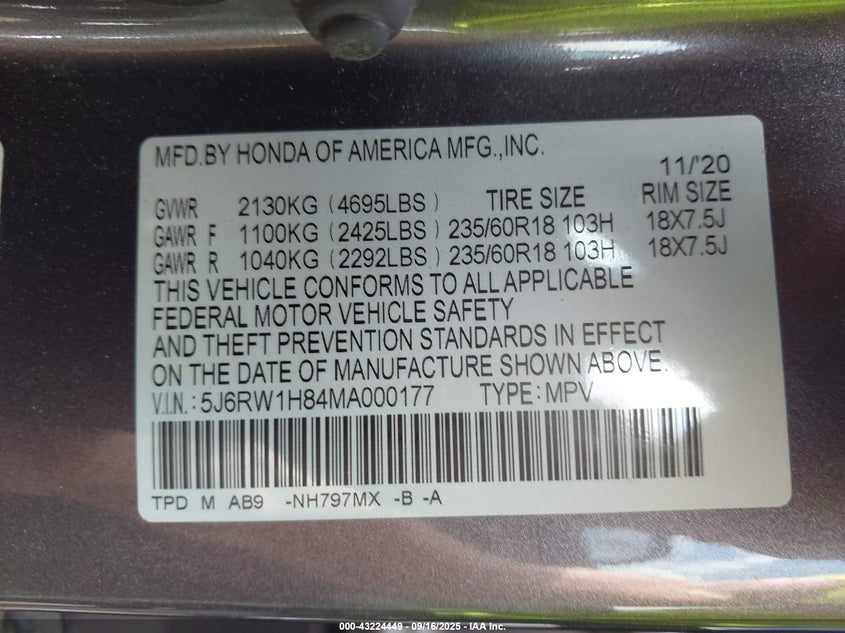 MFD.BY HONDA OF AMERICA MFG.,INC.
11/'20
GVWR 2130KG (4695LBS) TIRE SIZE RIM SIZE
GAWR F 1100KG (2425LBS) 235/60R18 103H 18X7.5J
GAWR R 1040KG (2292LBS) 235/60R18 103H 18X7.5J
THIS VEHICLE CONFORMS TO ALL APPLICABLE
FEDERAL MOTOR VEHICLE SAFETY
AND THEFT PREVENTION STANDARDS IN EFFECT
ON THE DATE OF MANUFACTURE SHOWN ABOVE.
V.I.N.: 5J6RW1H84MA000177 TYPE: MPV
TPD M AB9 -NH797MX -B -A
000-43224449 - 09/16/2025 - IAA Inc.